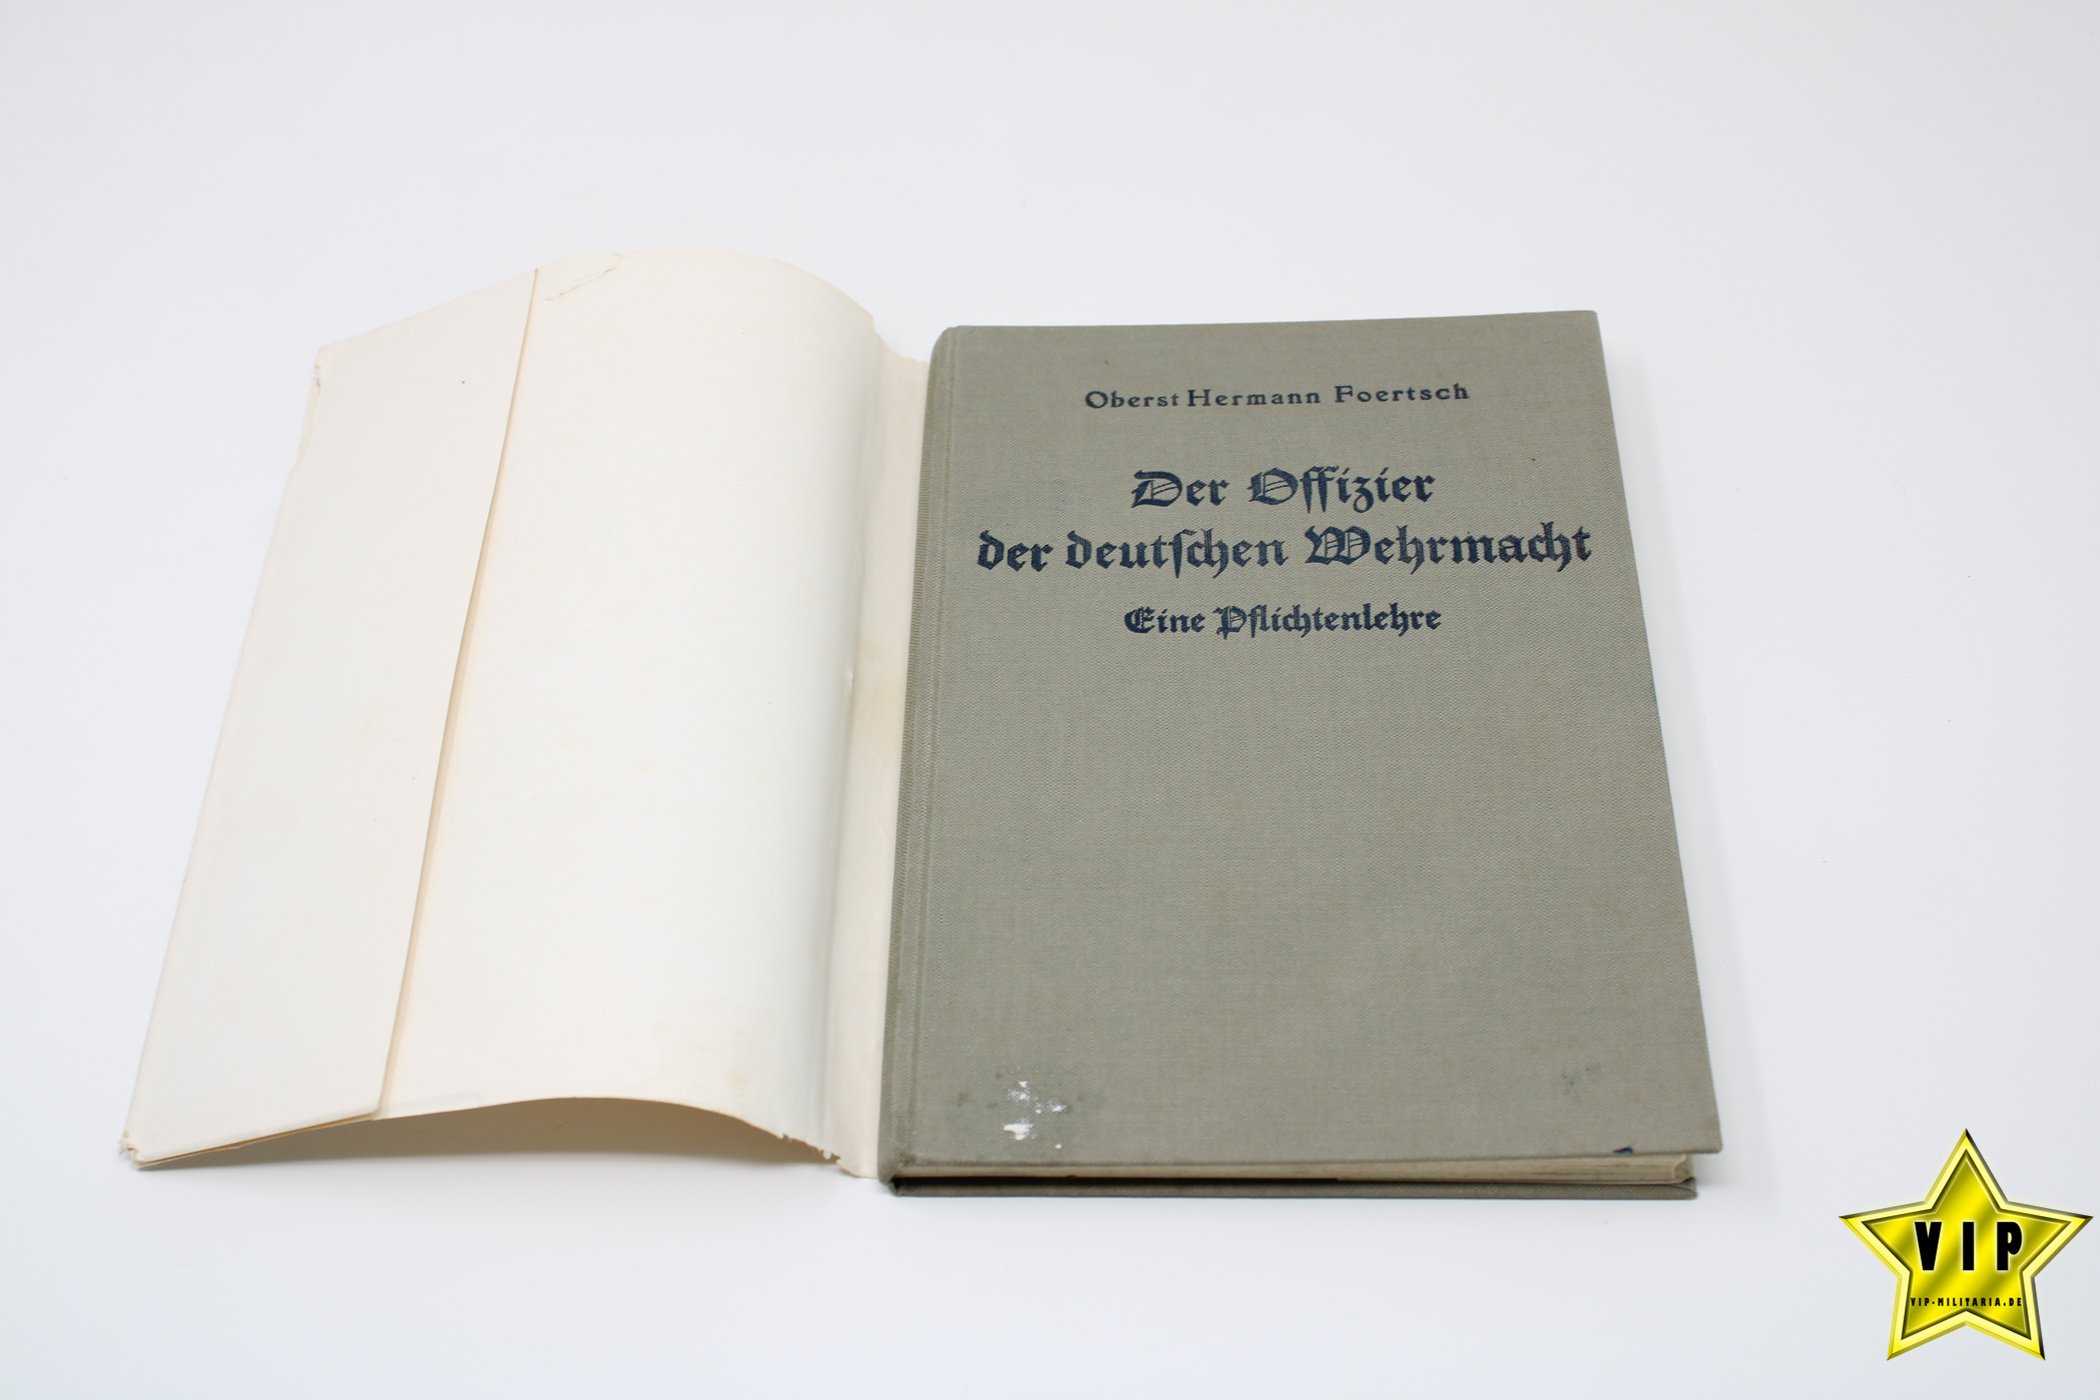 Oberst Hermann Foertsch
Der Offizier
der deutſchen Wehrmacht
Eine Pflichtenlehre
VIP
VIP-MILITARIA.DE